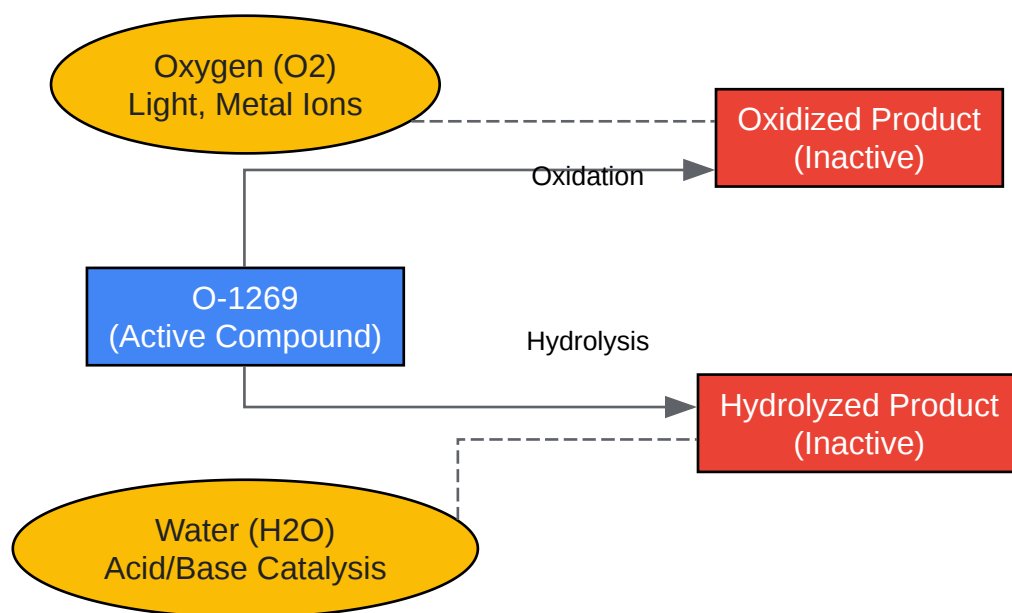 Oxygen (O2)
Light, Metal Ions
Oxidized Product
(Inactive)
Oxidation
O-1269
(Active Compound)
Hydrolysis
Hydrolyzed Product
(Inactive)
Water (H2O)
Acid/Base Catalysis